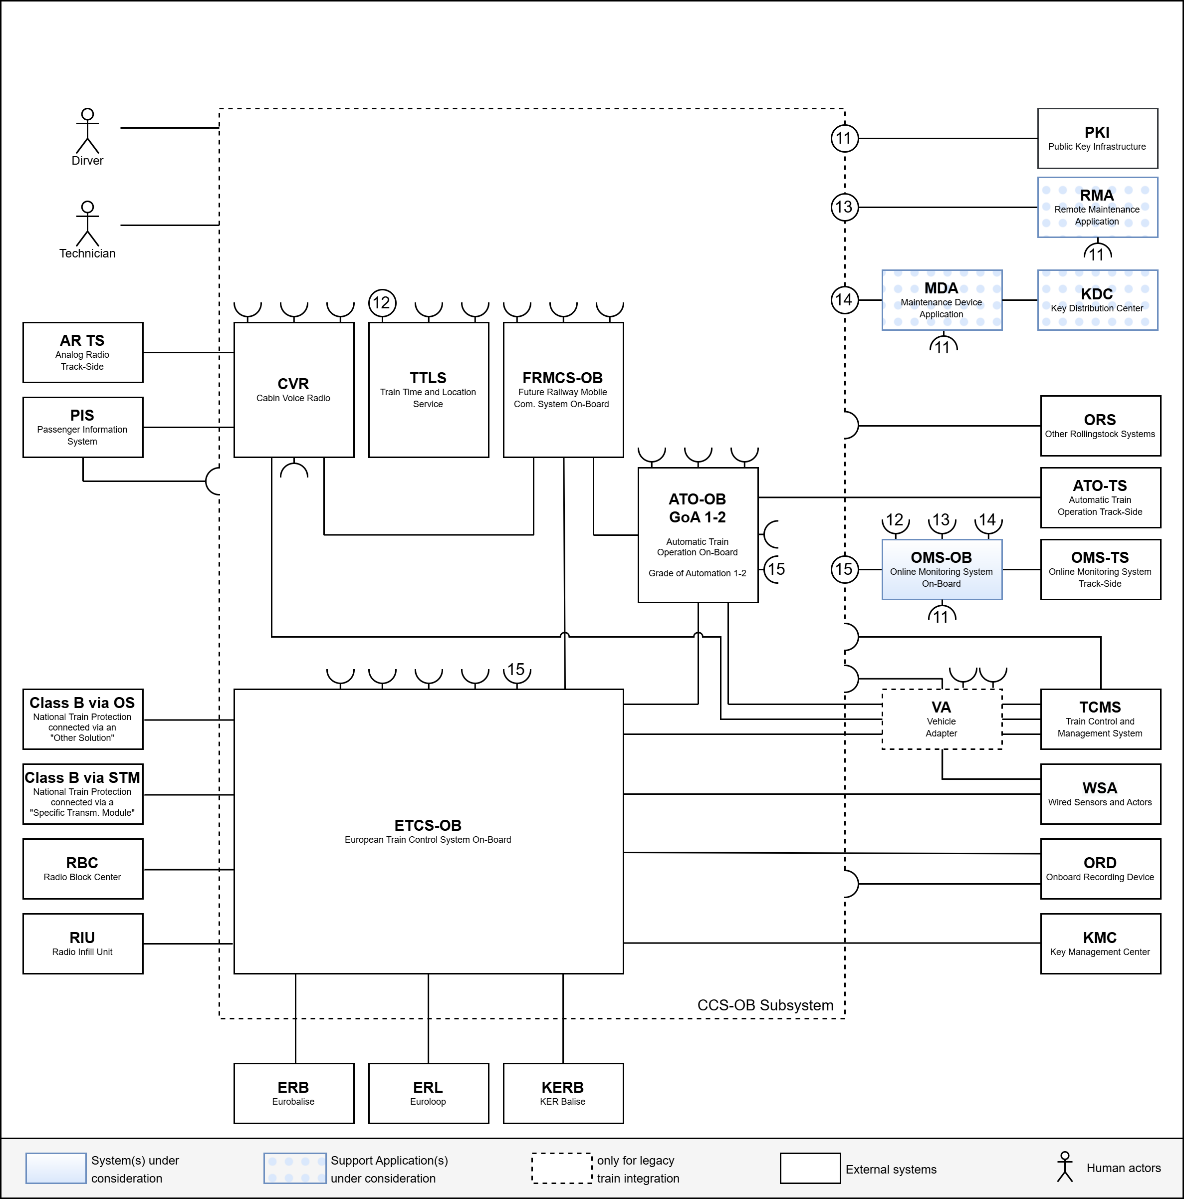 Dirver
Technician
11
PKI
Public Key Infrastructure
13
RMA
Remote Maintenance
Application
11
14
MDA
Maintenance Device
Application
11
KDC
Key Distribution Center
AR TS
Analog Radio
Track-Side
PIS
Passenger Information
System
CVR
Cabin Voice Radio
12
TTLS
Train Time and Location
Service
FRMCS-OB
Future Railway Mobile
Com. System On-Board
ORS
Other Rollingstock Systems
ATO-OB
GoA 1-2
Automatic Train
Operation On-Board
Grade of Automation 1-2
15
ATO-TS
Automatic Train
Operation Track-Side
12
13
14
15
OMS-OB
Online Monitoring System
On-Board
11
OMS-TS
Online Monitoring System
Track-Side
15
Class B via OS
National Train Protection
connected via an
"Other Solution"
VA
Vehicle
Adapter
TCMS
Train Control and
Management System
Class B via STM
National Train Protection
connected via a
"Specific Transm. Module"
ETCS-OB
European Train Control System On-Board
WSA
Wired Sensors and Actors
RBC
Radio Block Center
ORD
Onboard Recording Device
RIU
Radio Infill Unit
KMC
Key Management Center
CCS-OB Subsystem
ERB
Eurobalise
ERL
Euroloop
KERB
KER Balise
System(s) under
consideration
Support Application(s)
under consideration
only for legacy
train integration
External systems
Human actors